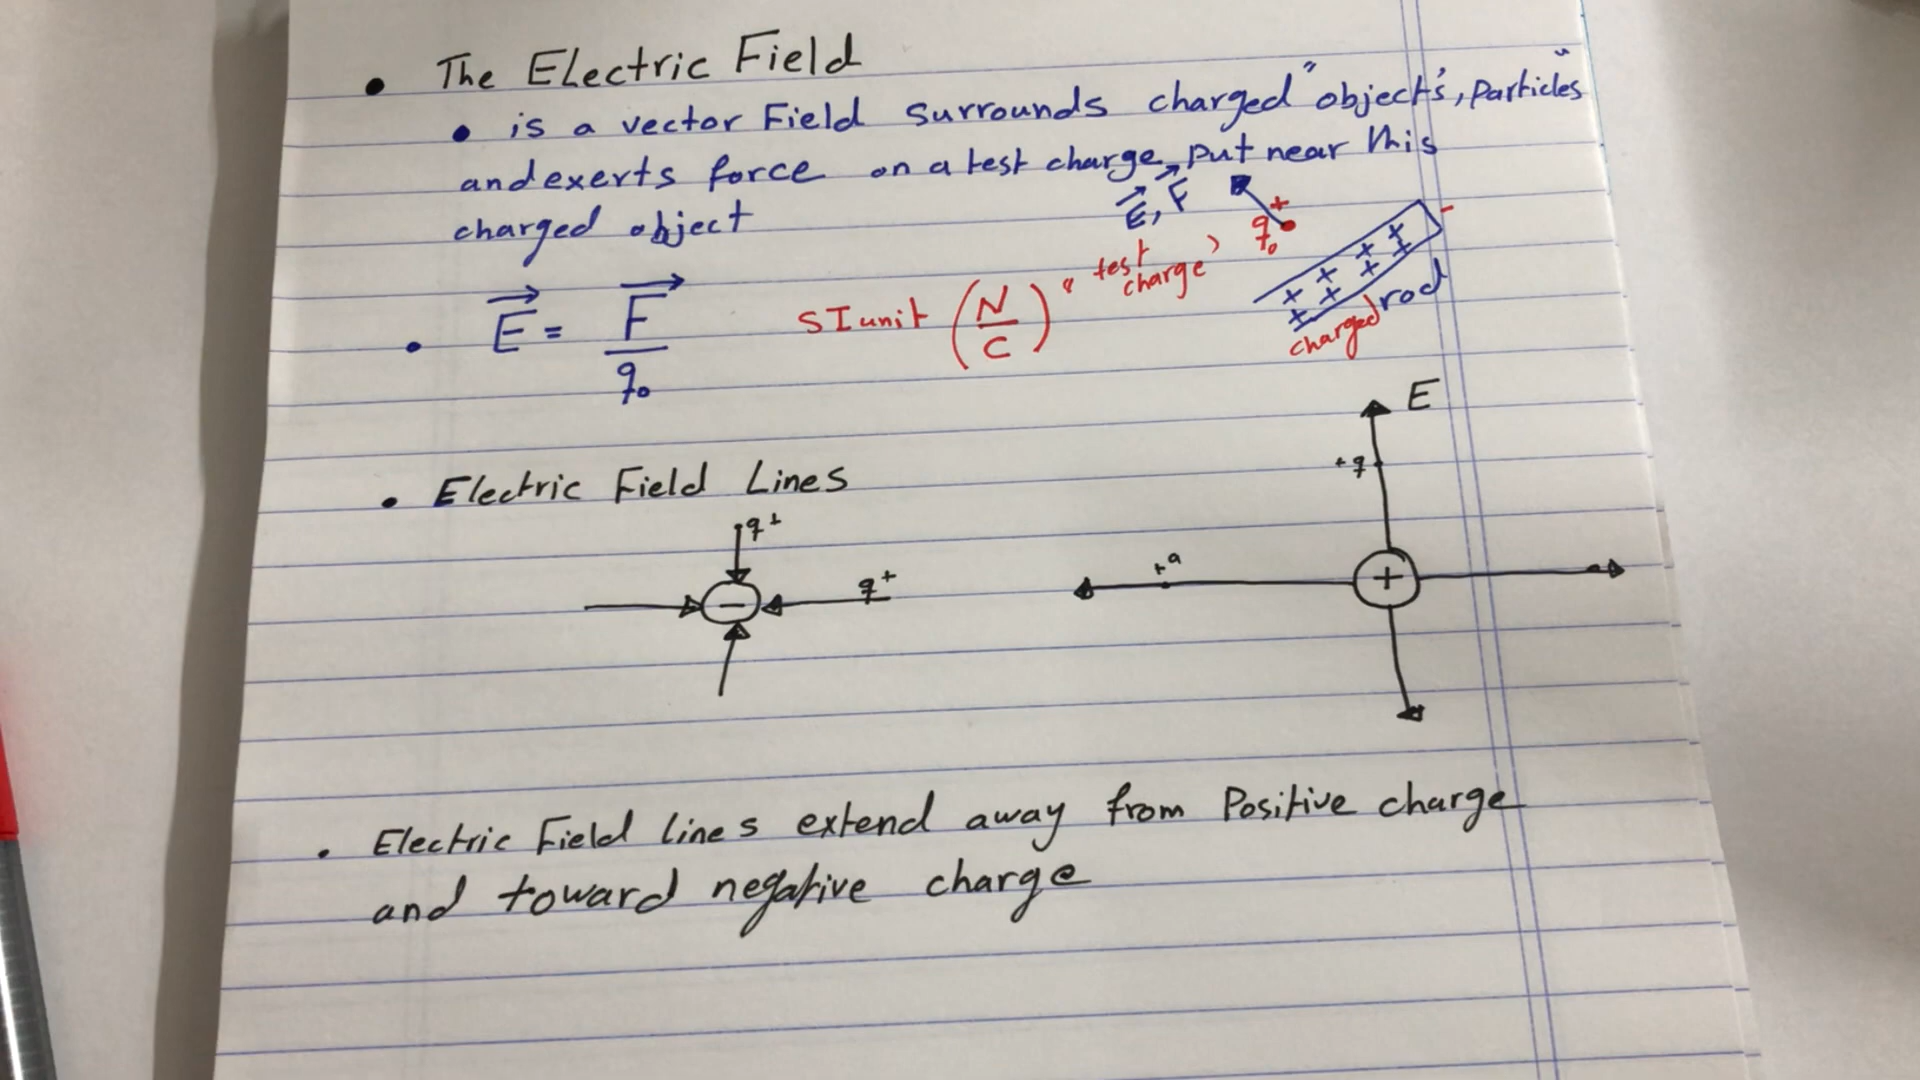 • The Electric Field
• is a vector Field surrounds charged "objects", particles"
and exerts force on a test charge put near this
charged object
E, F
+
q₀
"test charge"
+ + + + + + + +
charged rod
• E = F/q₀
SI unit (N/C)
E
+q
• Electric Field Lines
q+
q+
−
+q
+
• Electric Field lines extend away from Positive charge
and toward negative charge